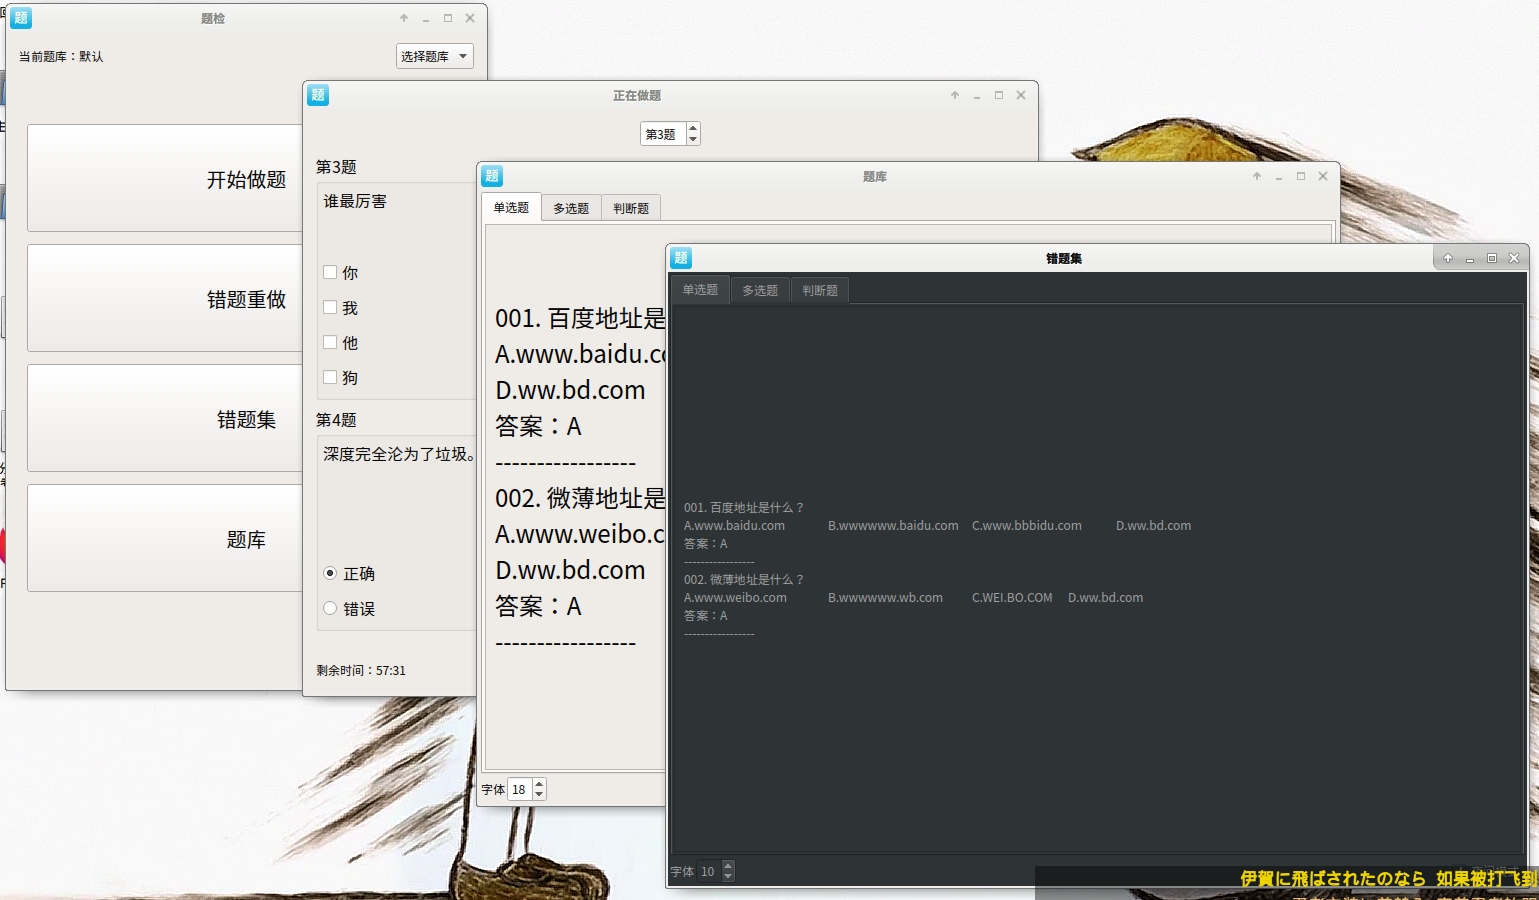 题 题检
当前题库：默认
选择题库
开始做题
错题重做
错题集
题库
题 正在做题
第3题
第3题
谁最厉害
你
我
他
狗
第4题
深度完全沦为了垃圾。
正确
错误
剩余时间：57:31
题 题库
单选题 多选题 判断题
001. 百度地址是
A.www.baidu.co
D.ww.bd.com
答案：A
-----------------
002. 微薄地址是
A.www.weibo.c
D.ww.bd.com
答案：A
-----------------
字体 18
题 错题集
单选题 多选题 判断题
001. 百度地址是什么？
A.www.baidu.com B.wwwwww.baidu.com C.www.bbbidu.com D.ww.bd.com
答案：A
-----------------
002. 微薄地址是什么？
A.www.weibo.com B.wwwwww.wb.com C.WEI.BO.COM D.ww.bd.com
答案：A
-----------------
字体 10
伊賀に飛ばされたのなら 如果被打飞到